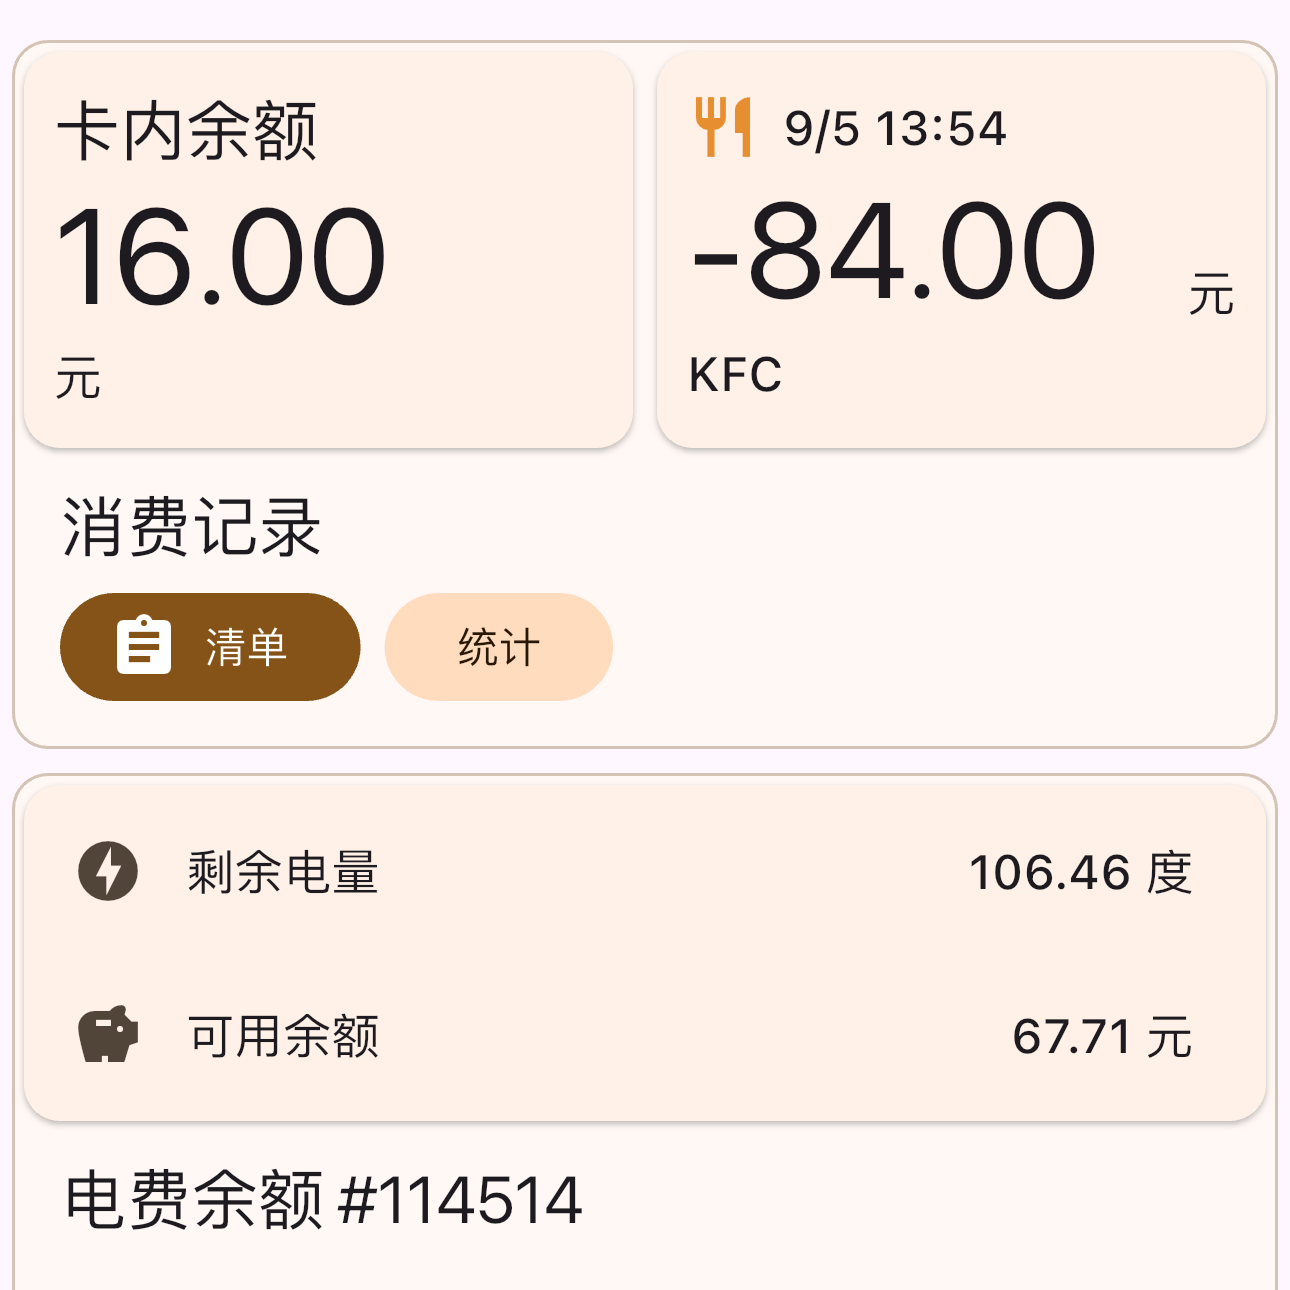 卡内余额
16.00
元
9/5 13:54
-84.00 元
KFC
消费记录
清单
统计
剩余电量 106.46 度
可用余额 67.71 元
电费余额 #114514